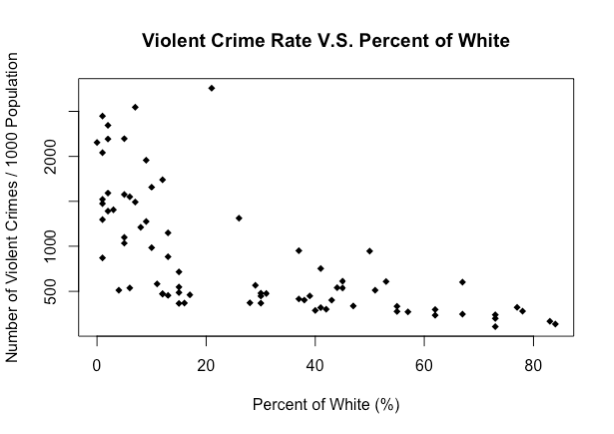 Violent Crime Rate V.S. Percent of White
Number of Violent Crimes / 1000 Population
2000
1000
500
0 20 40 60 80
Percent of White (%)